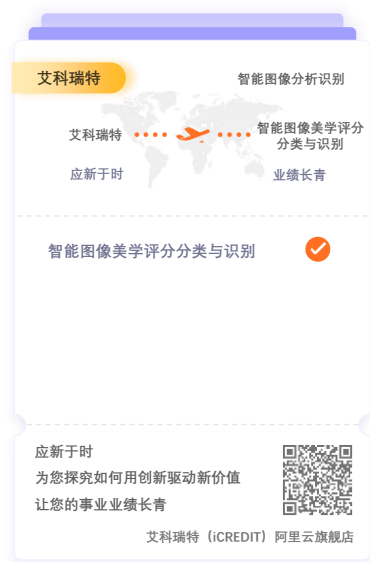 艾科瑞特
智能图像分析识别
艾科瑞特
智能图像美学评分
分类与识别
应新于时
业绩长青
智能图像美学评分分类与识别
应新于时
为您探究如何用创新驱动新价值
让您的事业业绩长青
艾科瑞特（iCREDIT）阿里云旗舰店